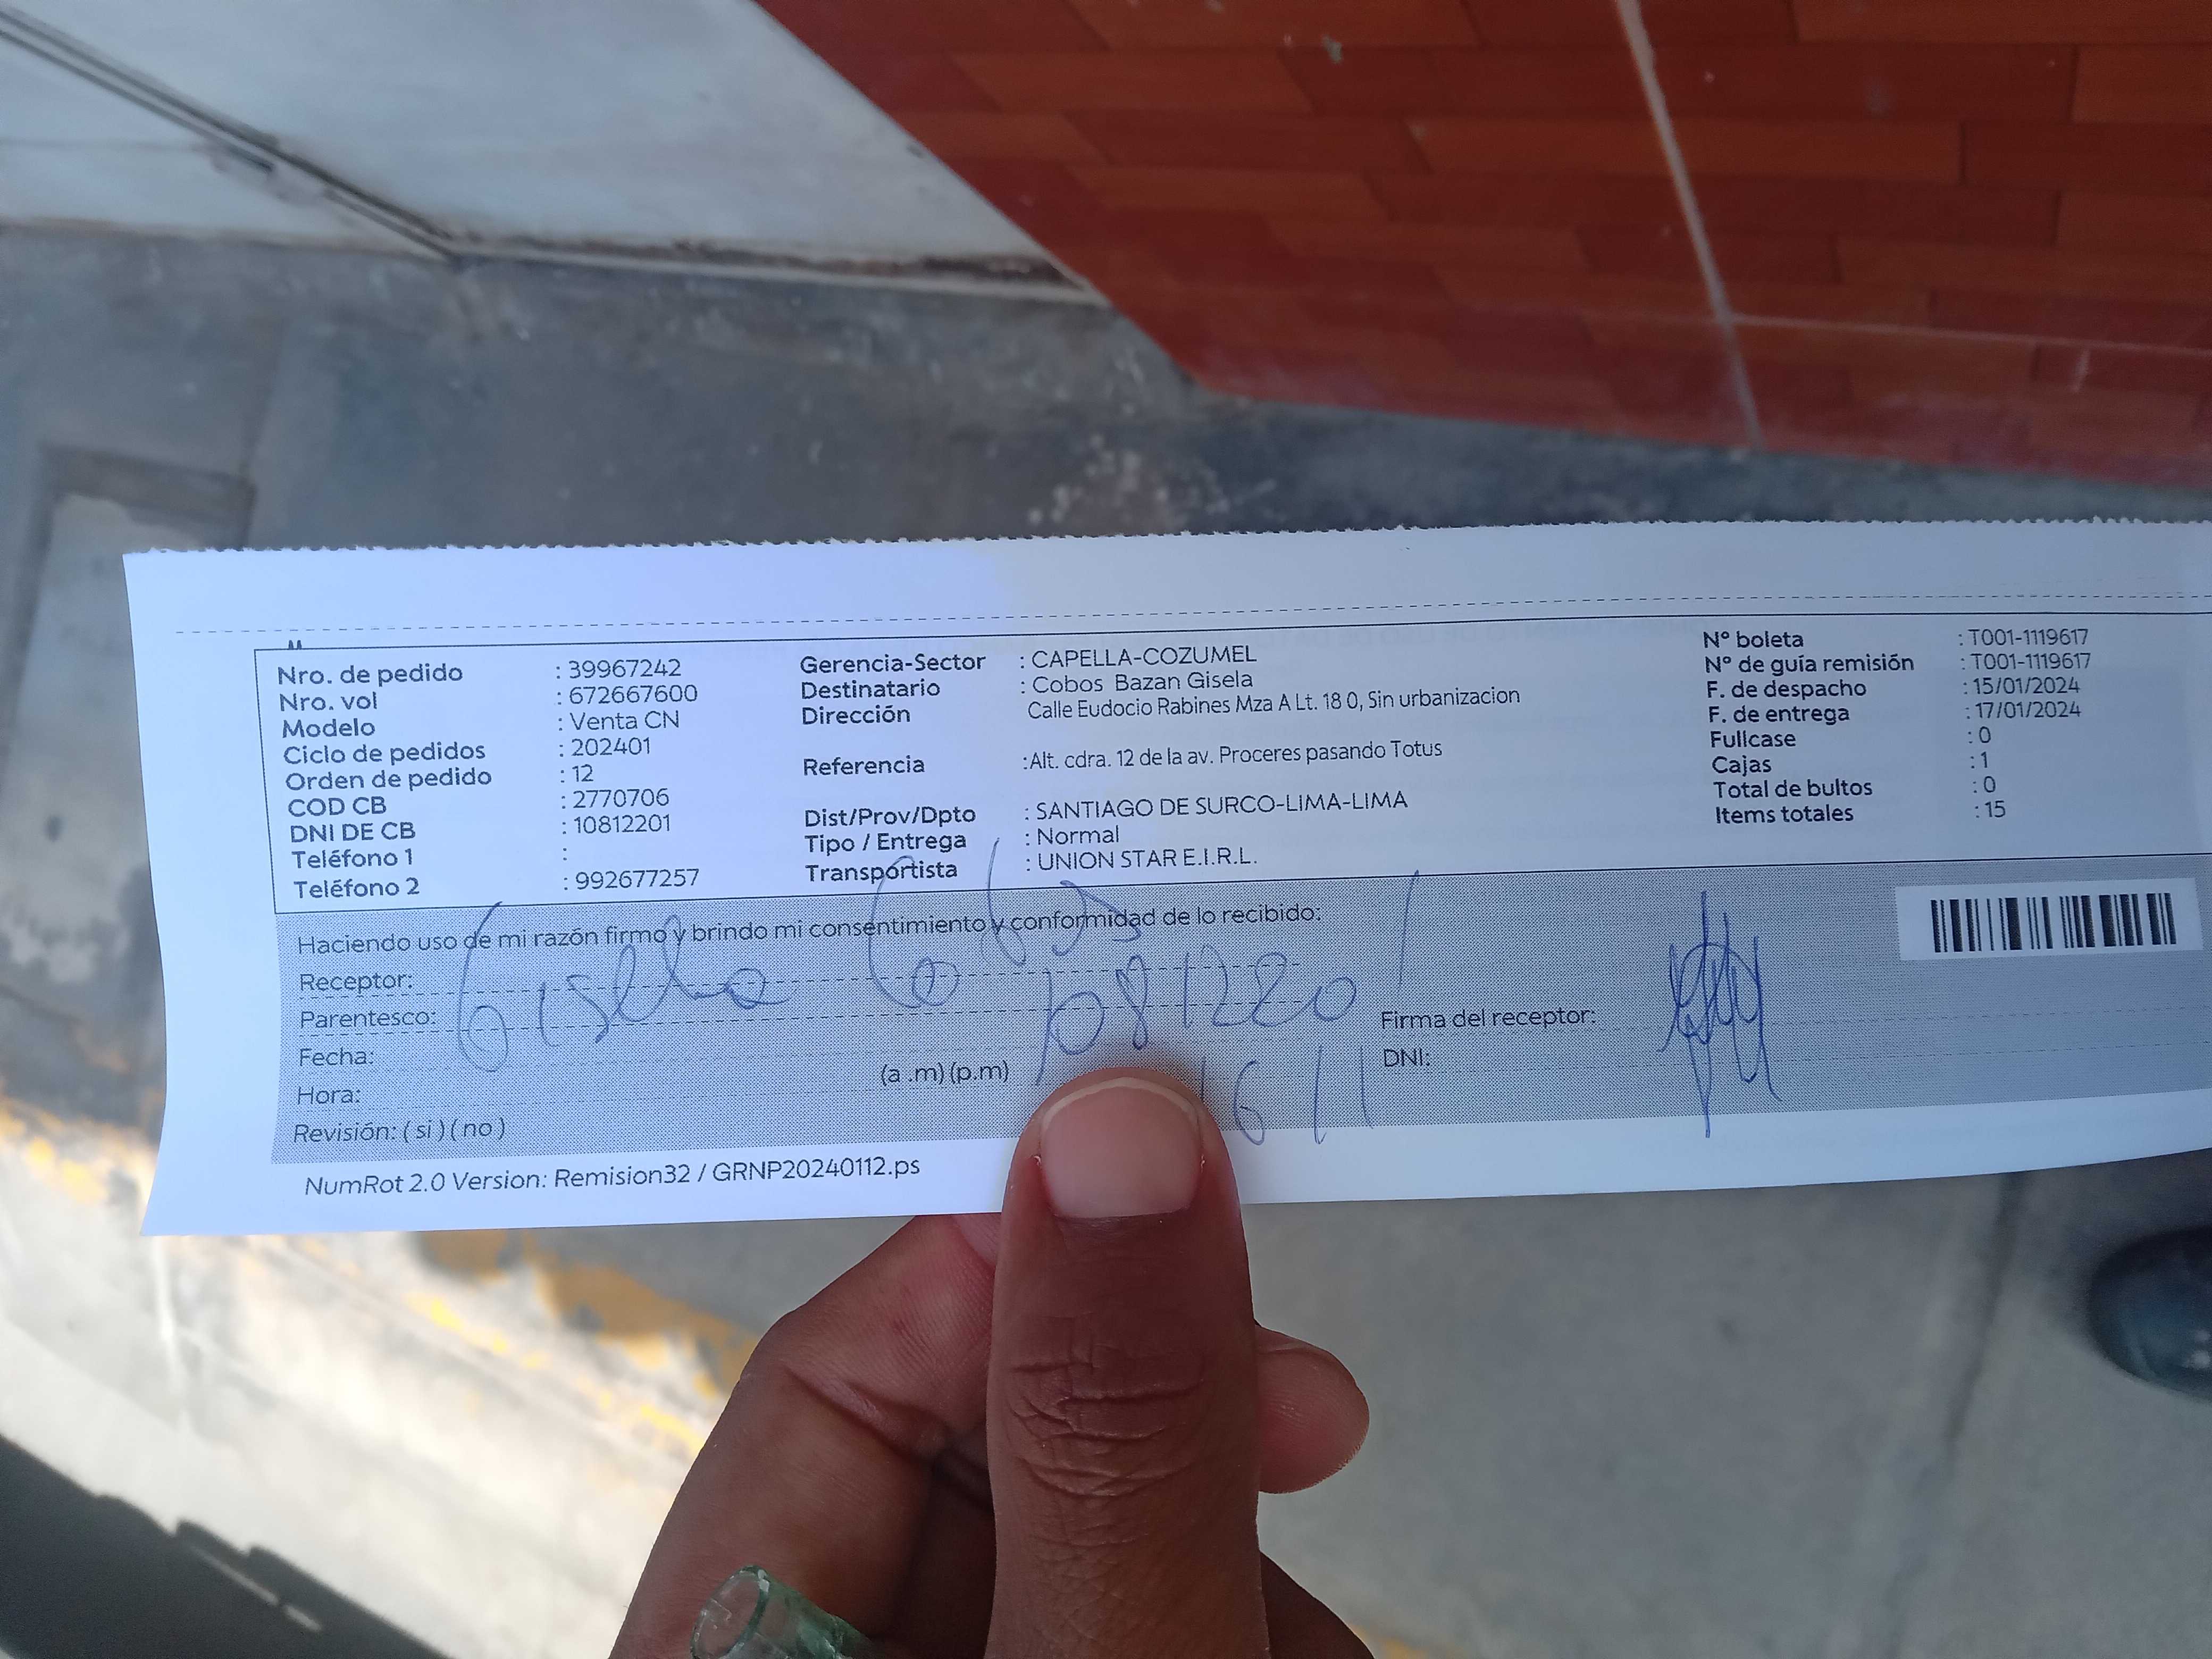 Nro. de pedido : 39967242
Nro. vol : 672667600
Modelo : Venta CN
Ciclo de pedidos : 202401
Orden de pedido : 12
COD CB : 2770706
DNI DE CB : 10812201
Teléfono 1 :
Teléfono 2 : 992677257
Gerencia-Sector : CAPELLA-COZUMEL
Destinatario : Cobos Bazan Gisela
Dirección Calle Eudocio Rabines Mza A Lt. 18 0, Sin urbanizacion
Referencia :Alt. cdra. 12 de la av. Proceres pasando Totus
Dist/Prov/Dpto : SANTIAGO DE SURCO-LIMA-LIMA
Tipo / Entrega : Normal
Transportista : UNION STAR E.I.R.L.
Nº boleta : T001-1119617
Nº de guía remisión : T001-1119617
F. de despacho : 15/01/2024
F. de entrega : 17/01/2024
Fullcase : 0
Cajas : 1
Total de bultos : 0
Items totales : 15
Haciendo uso de mi razón firmo y brindo mi consentimiento y conformidad de lo recibido:
Receptor: Gisella Cobos
Parentesco:
Fecha:
Hora: (a .m) (p.m)
Revisión: ( si ) ( no )
Firma del receptor:
DNI:
NumRot 2.0 Version: Remision32 / GRNP20240112.ps